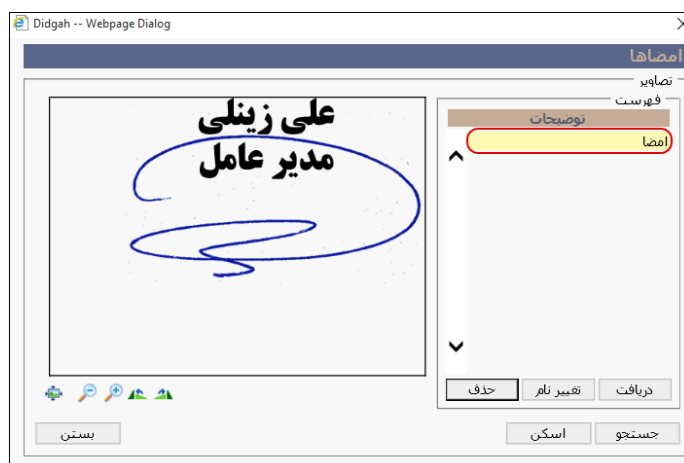 Didgah -- Webpage Dialog
امضاها
تصاویر
فهرست
توضیحات
امضا
علی زینلی
مدیر عامل
دریافت
تغییر نام
حذف
جستجو
اسکن
بستن